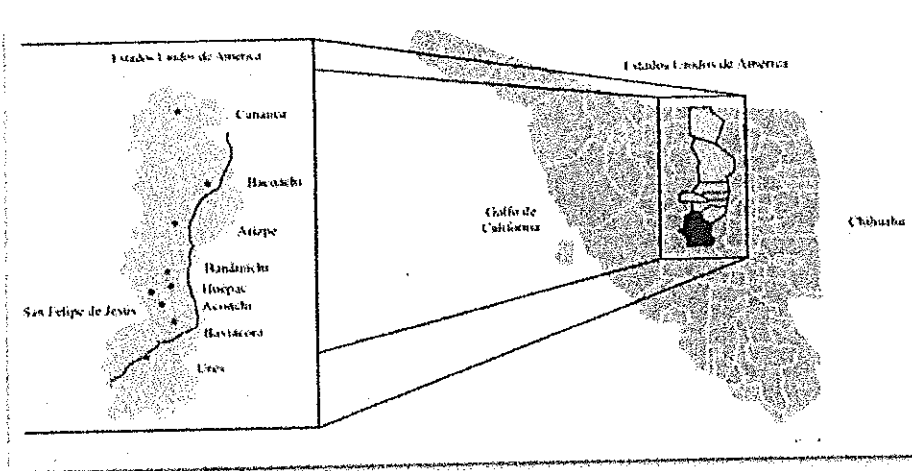 Estados Unidos de América
Cananea
Bacoachi
Arizpe
Banámichi
Huépac
San Felipe de Jesús
Aconchi
Baviácora
Ures
Estados Unidos de América
Golfo de
California
Chihuahua